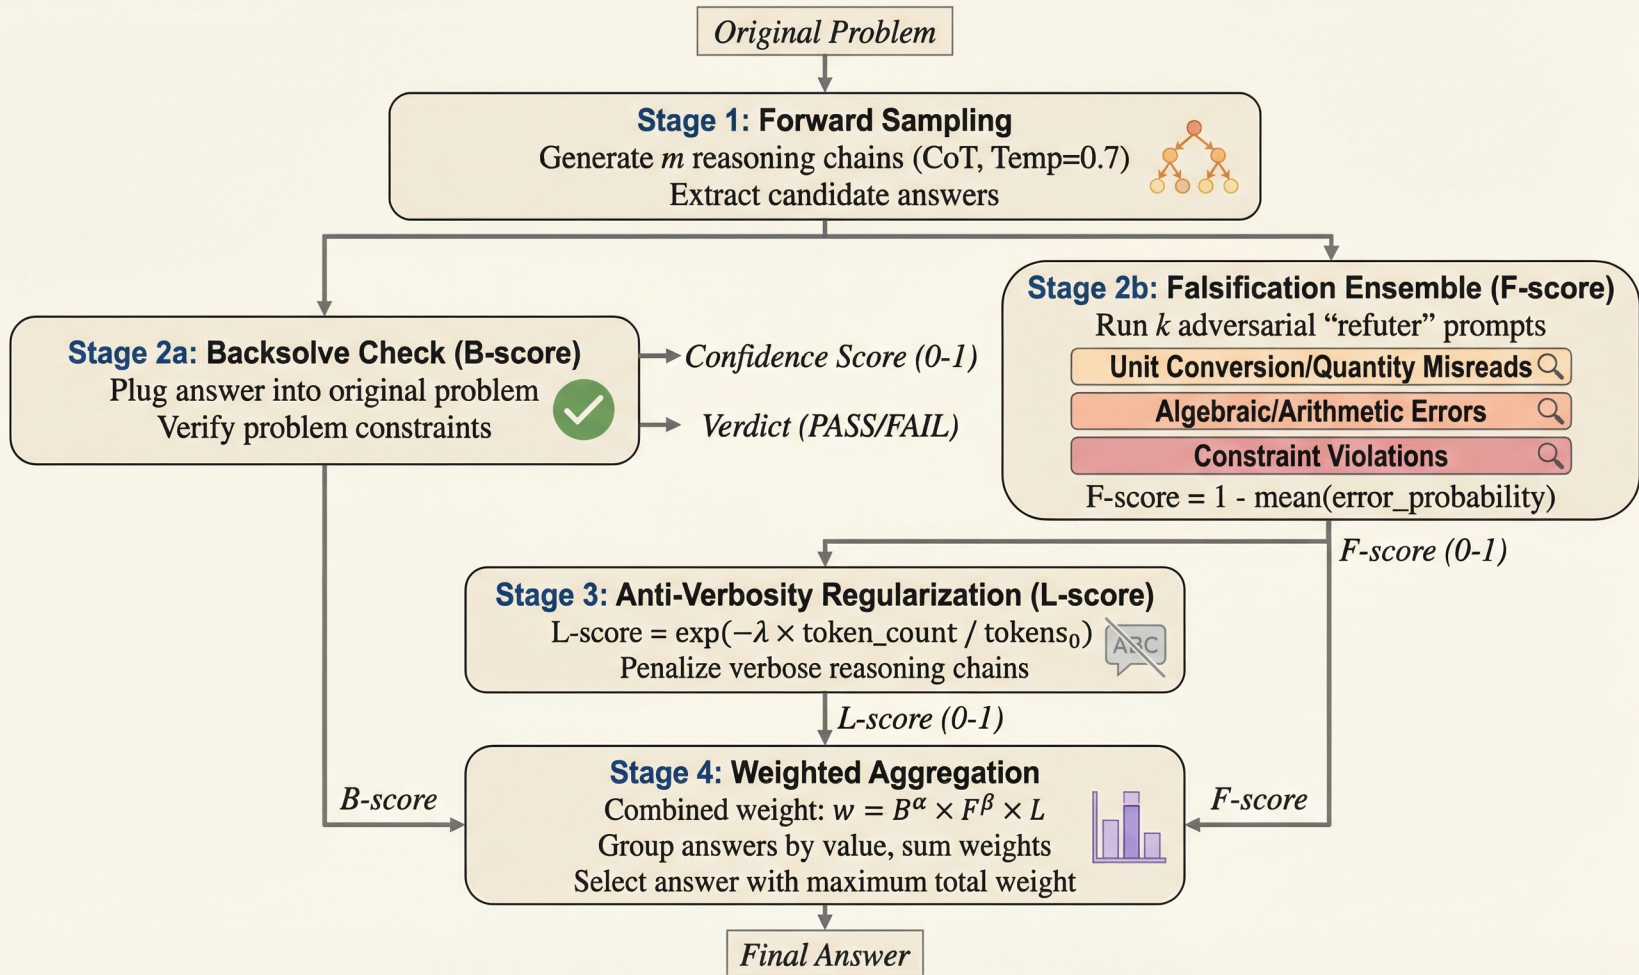 Original Problem
Stage 1: Forward Sampling
Generate m reasoning chains (CoT, Temp=0.7)
Extract candidate answers
Stage 2a: Backsolve Check (B-score)
Plug answer into original problem
Verify problem constraints
Confidence Score (0-1)
Verdict (PASS/FAIL)
Stage 2b: Falsification Ensemble (F-score)
Run k adversarial “refuter” prompts
Unit Conversion/Quantity Misreads
Algebraic/Arithmetic Errors
Constraint Violations
F-score = 1 - mean(error_probability)
F-score (0-1)
Stage 3: Anti-Verbosity Regularization (L-score)
L-score = exp(−λ × token_count / tokens₀)
Penalize verbose reasoning chains
ABC
L-score (0-1)
B-score
Stage 4: Weighted Aggregation
Combined weight: w = B^α × F^β × L
Group answers by value, sum weights
Select answer with maximum total weight
F-score
Final Answer